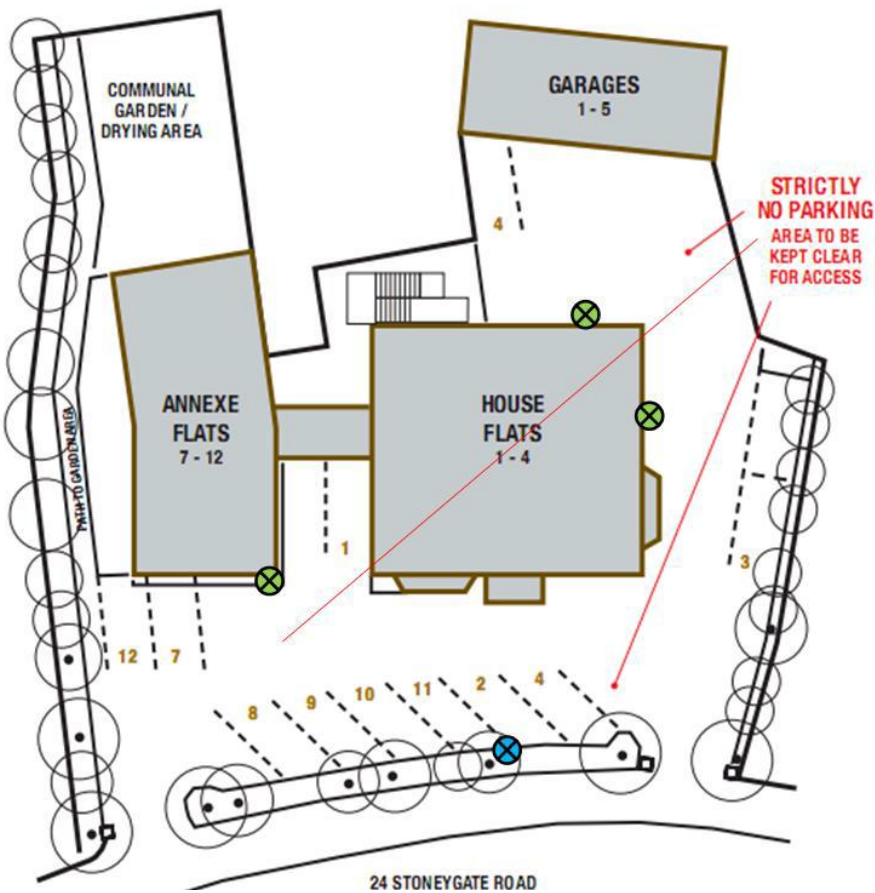 COMMUNAL
GARDEN /
DRYING AREA
GARAGES
1 - 5
4
STRICTLY
NO PARKING
AREA TO BE
KEPT CLEAR
FOR ACCESS
ANNEXE
FLATS
7 - 12
HOUSE
FLATS
1 - 4
PATH TO GARDEN AREA
1
3
12
7
8
9
10
11
2
4
24 STONEYGATE ROAD